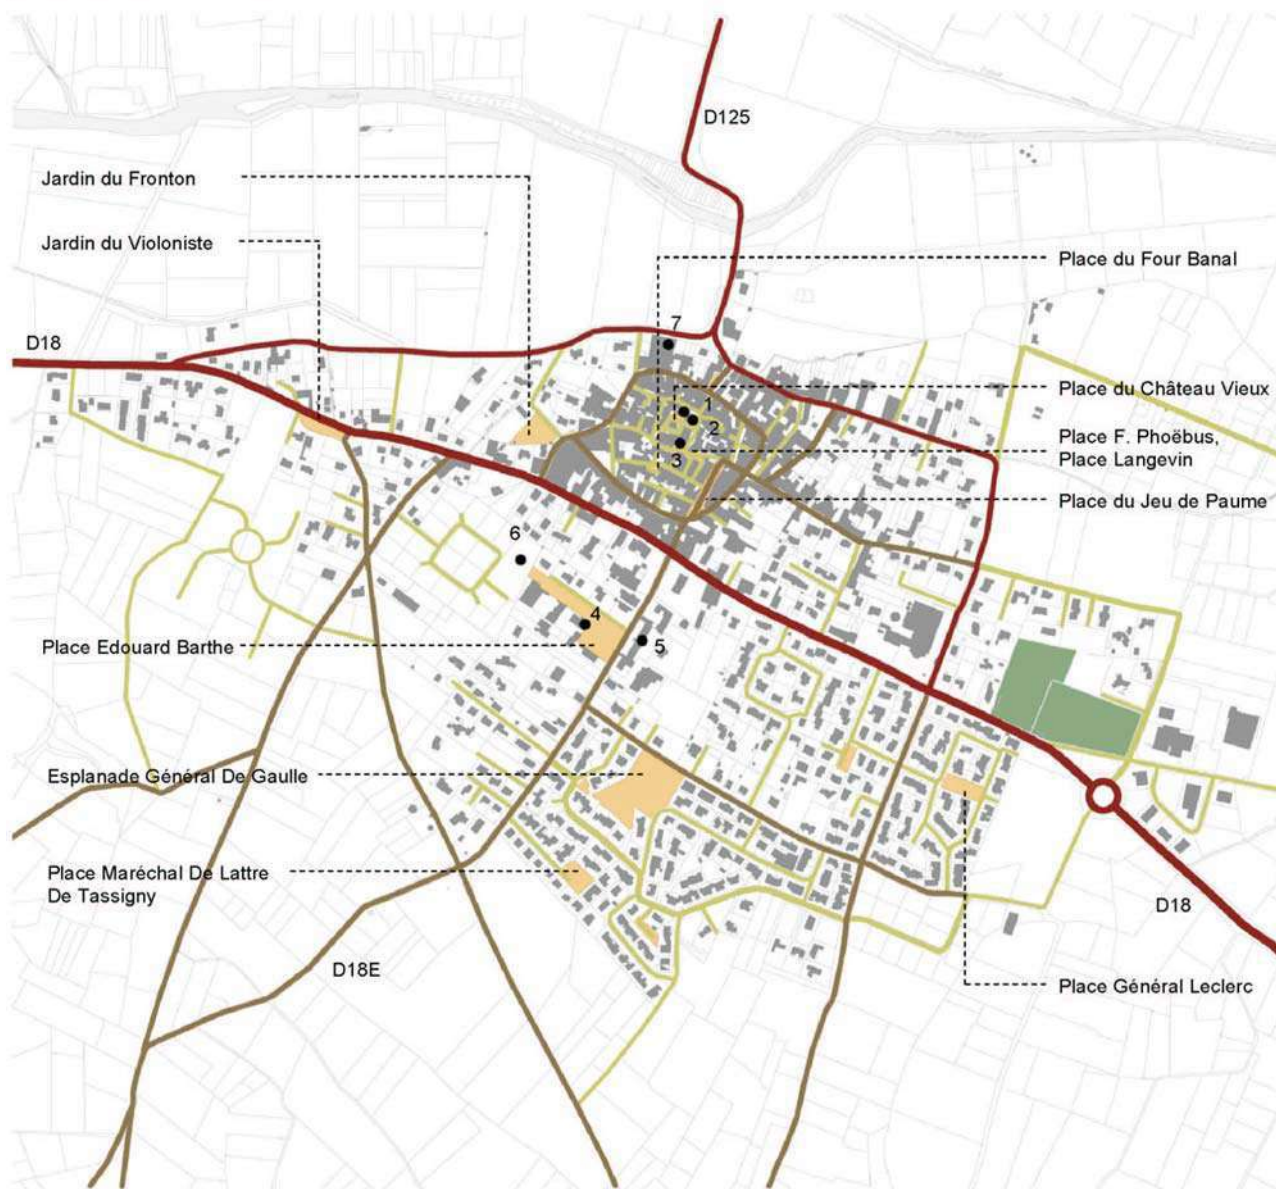 D125
Jardin du Fronton
Jardin du Violoniste
Place du Four Banal
D18
7
Place du Château Vieux
1
2
Place F. Phoëbus,
Place Langevin
3
Place du Jeu de Paume
6
4
Place Edouard Barthe
5
Esplanade Général De Gaulle
Place Maréchal De Lattre
De Tassigny
D18
D18E
Place Général Leclerc